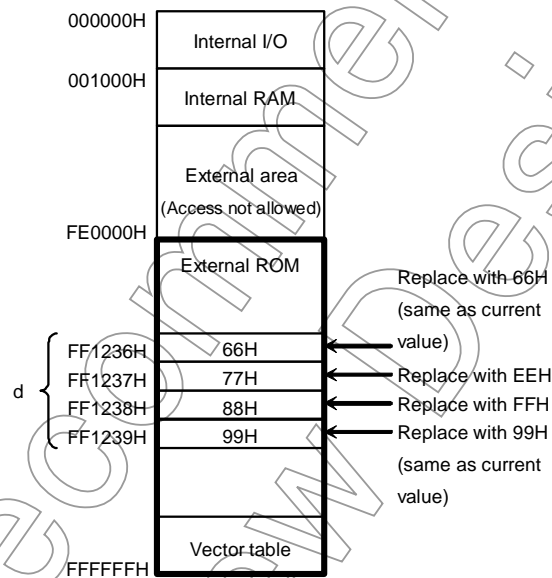 000000H
Internal I/O
001000H
Internal RAM
External area
(Access not allowed)
FE0000H
External ROM
Replace with 66H
(same as current
value)
FF1236H 66H
FF1237H 77H Replace with EEH
d
FF1238H 88H Replace with FFH
FF1239H 99H Replace with 99H
(same as current
value)
Vector table
FFFFFFH